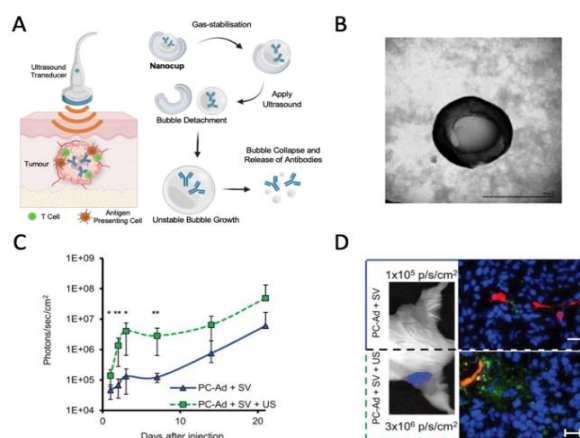 A
Ultrasound
Transducer
Tumour
T Cell
Antigen
Presenting Cell
Gas-stabilisation
Nanocup
Apply
Ultrasound
Bubble Detachment
Bubble Collapse and
Release of Antibodies
Unstable Bubble Growth
B
C
Photons/sec/cm²
1E+09
1E+08
1E+07
1E+06
1E+05
1E+04
* ** * **
PC-Ad + SV
PC-Ad + SV + US
0 10 20
Days after injection
D
PC-Ad + SV
1x10⁵ p/s/cm²
PC-Ad + SV + US
3x10⁶ p/s/cm²